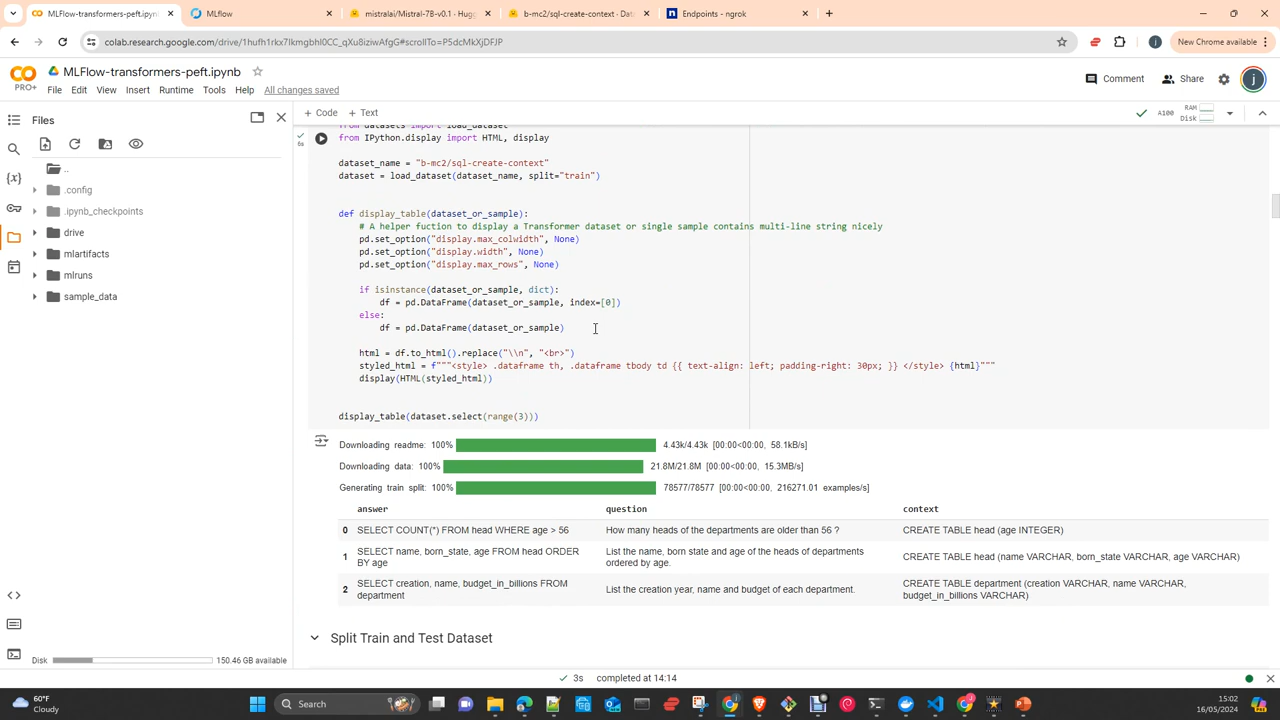 MLFlow-transformers-peft.ipynb
MLflow
mistralai/Mistral-7B-v0.1 · Hugg
b-mc2/sql-create-context · Dat
Endpoints - ngrok
colab.research.google.com/drive/1hufh1rkx7lkmgbhl0CC_qXu8iziwAfgG#scrollTo=P5dcMkXjDFJP
New Chrome available
MLFlow-transformers-peft.ipynb
PRO+
File Edit View Insert Runtime Tools Help All changes saved
Comment
Share
j
Files
+ Code + Text
A100
RAM
Disk
..
.config
.ipynb_checkpoints
drive
mlartifacts
mlruns
sample_data
Disk 150.46 GB available
6s
from datasets import load_dataset
from IPython.display import HTML, display
dataset_name = "b-mc2/sql-create-context"
dataset = load_dataset(dataset_name, split="train")
def display_table(dataset_or_sample):
# A helper fuction to display a Transformer dataset or single sample contains multi-line string nicely
pd.set_option("display.max_colwidth", None)
pd.set_option("display.width", None)
pd.set_option("display.max_rows", None)
if isinstance(dataset_or_sample, dict):
df = pd.DataFrame(dataset_or_sample, index=[0])
else:
df = pd.DataFrame(dataset_or_sample)
html = df.to_html().replace("\\n", "<br>")
styled_html = f"""<style> .dataframe th, .dataframe tbody td {{ text-align: left; padding-right: 30px; }} </style> {html}"""
display(HTML(styled_html))
display_table(dataset.select(range(3)))
Downloading readme: 100% 4.43k/4.43k [00:00<00:00, 58.1kB/s]
Downloading data: 100% 21.8M/21.8M [00:00<00:00, 15.3MB/s]
Generating train split: 100% 78577/78577 [00:00<00:00, 216271.01 examples/s]
answer question context
0 SELECT COUNT(*) FROM head WHERE age > 56 How many heads of the departments are older than 56 ? CREATE TABLE head (age INTEGER)
1 SELECT name, born_state, age FROM head ORDER BY age List the name, born state and age of the heads of departments ordered by age. CREATE TABLE head (name VARCHAR, born_state VARCHAR, age VARCHAR)
2 SELECT creation, name, budget_in_billions FROM department List the creation year, name and budget of each department. CREATE TABLE department (creation VARCHAR, name VARCHAR, budget_in_billions VARCHAR)
Split Train and Test Dataset
3s completed at 14:14
60°F
Cloudy
Search
15:02
16/05/2024